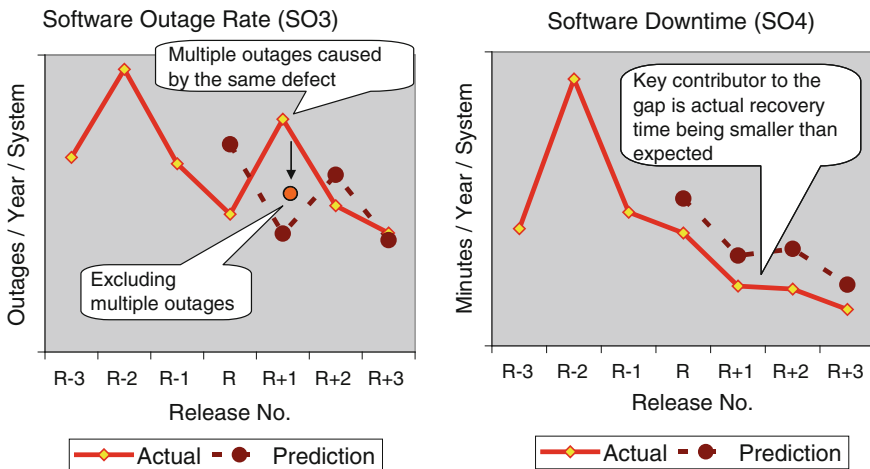 Software Outage Rate (SO3)
Multiple outages caused
by the same defect
Outages / Year / System
Excluding
multiple outages
R-3 R-2 R-1 R R+1 R+2 R+3
Release No.
Actual Prediction
Software Downtime (SO4)
Key contributor to the
gap is actual recovery
time being smaller than
expected
Minutes / Year / System
R-3 R-2 R-1 R R+1 R+2 R+3
Release No.
Actual Prediction